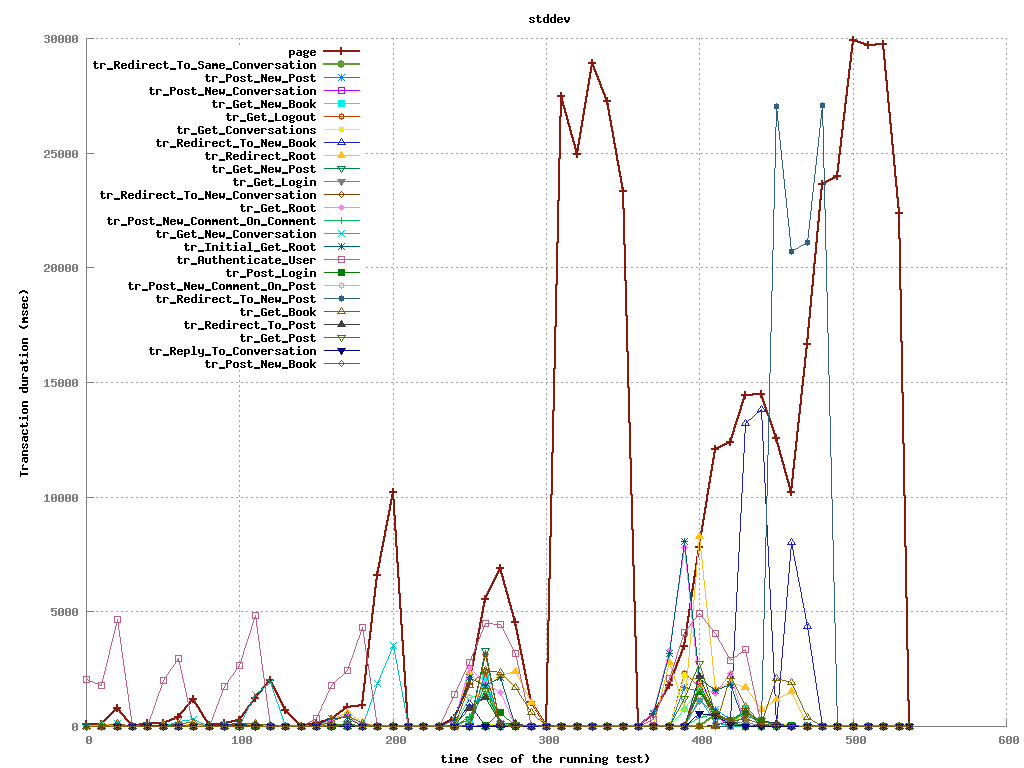 stddev
30000
25000
20000
15000
10000
5000
0
Transaction duration (msec)
page
tr_Redirect_To_Same_Conversation
tr_Post_New_Post
tr_Post_New_Conversation
tr_Get_New_Book
tr_Get_Logout
tr_Get_Conversations
tr_Redirect_To_New_Book
tr_Redirect_Root
tr_Get_New_Post
tr_Get_Login
tr_Redirect_To_New_Conversation
tr_Get_Root
tr_Post_New_Comment_On_Comment
tr_Get_New_Conversation
tr_Initial_Get_Root
tr_Authenticate_User
tr_Post_Login
tr_Post_New_Comment_On_Post
tr_Redirect_To_New_Post
tr_Get_Book
tr_Redirect_To_Post
tr_Get_Post
tr_Reply_To_Conversation
tr_Post_New_Book
0 100 200 300 400 500 600
time (sec of the running test)